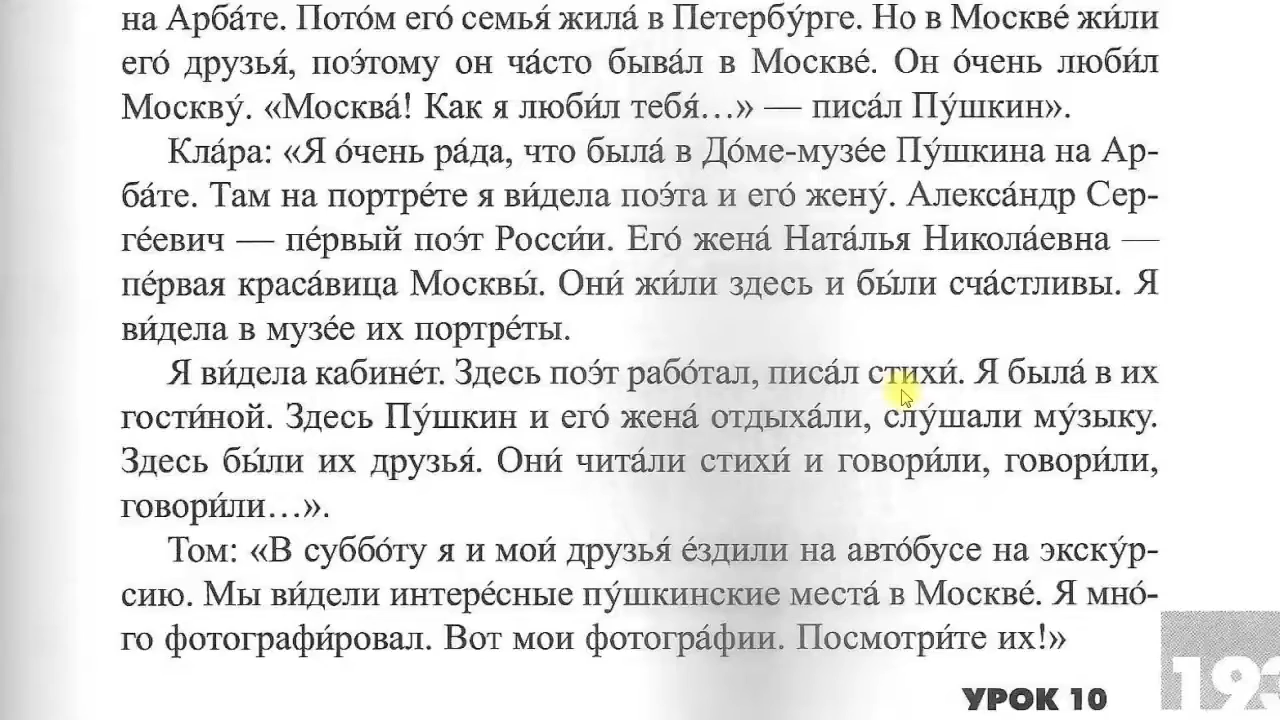 на Арба́те. Пото́м его́ семья́ жила́ в Петербу́рге. Но в Москве́ жи́ли
его́ друзья́, поэ́тому он ча́сто быва́л в Москве́. Он о́чень люби́л
Москву́. «Москва́! Как я люби́л тебя́…» — писа́л Пу́шкин».
Кла́ра: «Я о́чень ра́да, что была́ в До́ме-музе́е Пу́шкина на Ар-
ба́те. Там на портре́те я ви́дела поэ́та и его́ жену́. Алекса́ндр Сер-
ге́евич — пе́рвый поэ́т Росси́и. Его́ жена́ Ната́лья Никола́евна —
пе́рвая краса́вица Москвы́. Они́ жи́ли здесь и бы́ли сча́стливы. Я
ви́дела в музе́е их портре́ты.
Я ви́дела кабине́т. Здесь поэ́т рабо́тал, писа́л стихи́. Я была́ в их
гости́ной. Здесь Пу́шкин и его́ жена́ отдыха́ли, слу́шали му́зыку.
Здесь бы́ли их друзья́. Они́ чита́ли стихи́ и говори́ли, говори́ли,
говори́ли…».
Том: «В суббо́ту я и мои́ друзья́ е́здили на авто́бусе на экску́р-
сию. Мы ви́дели интере́сные пу́шкинские места́ в Москве́. Я мно́-
го фотографи́ровал. Вот мои фотогра́фии. Посмотри́те их!»
УРОК 10
193